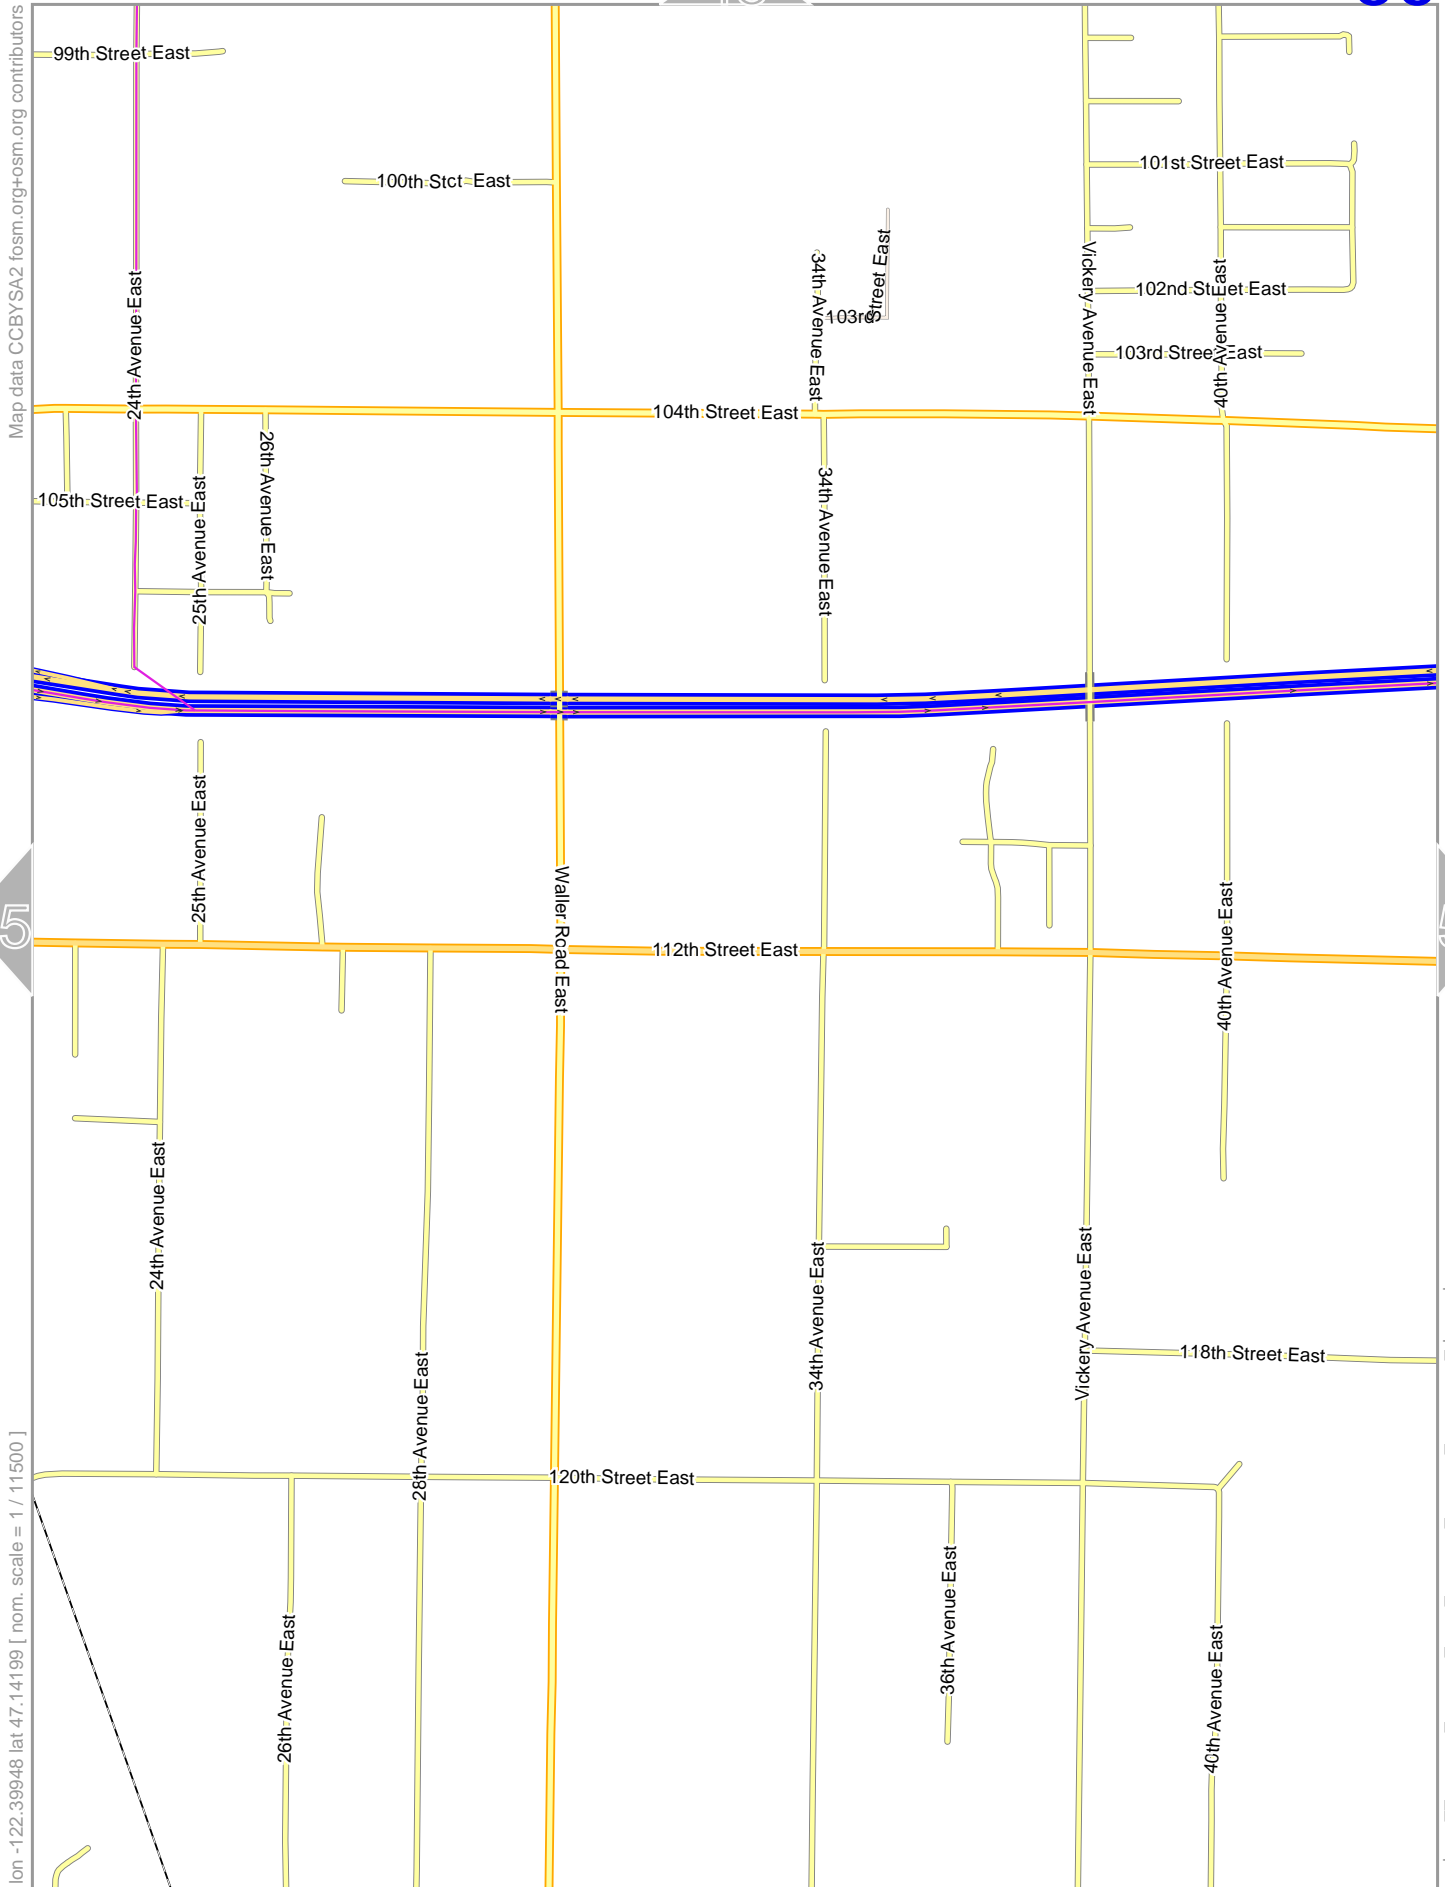 Map data CCBYSA2 fosm.org+osm.org contributors
99th Street East
100th Stct East
101st Street East
102nd Street East
103rd Street East
103rd Street East
24th Avenue East
34th Avenue East
Vickery Avenue East
40th Avenue East
104th Street East
105th Street East
25th Avenue East
26th Avenue East
34th Avenue East
25th Avenue East
Waller Road East
112th Street East
40th Avenue East
5
24th Avenue East
28th Avenue East
34th Avenue East
Vickery Avenue East
118th Street East
120th Street East
26th Avenue East
36th Avenue East
40th Avenue East
lon -122.39948 lat 47.14199 [ nom. scale = 1 / 11500 ]